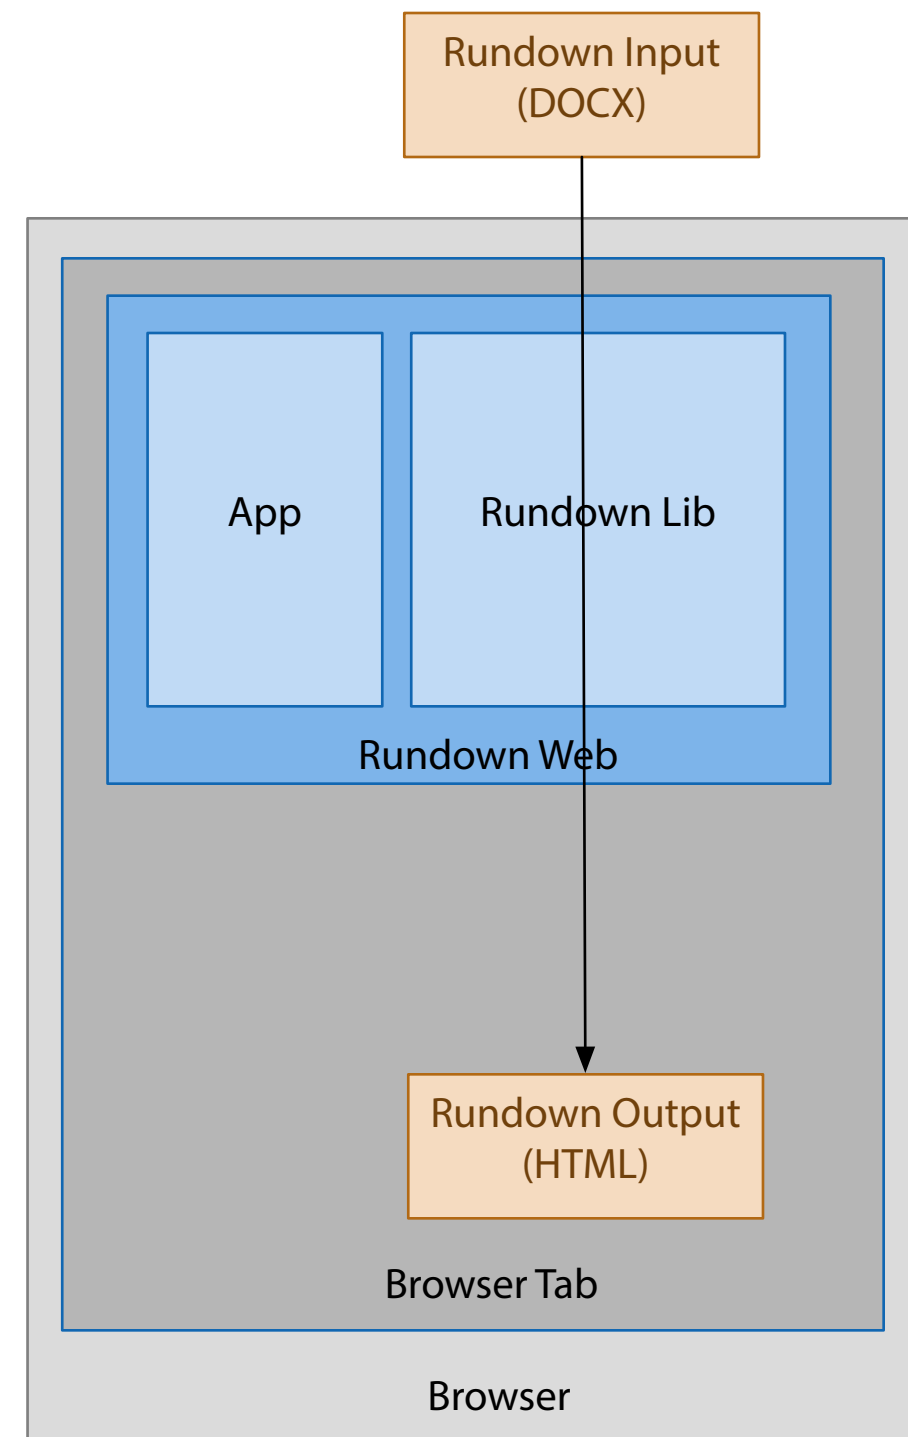 Rundown Input
(DOCX)
App
Rundown Lib
Rundown Web
Rundown Output
(HTML)
Browser Tab
Browser